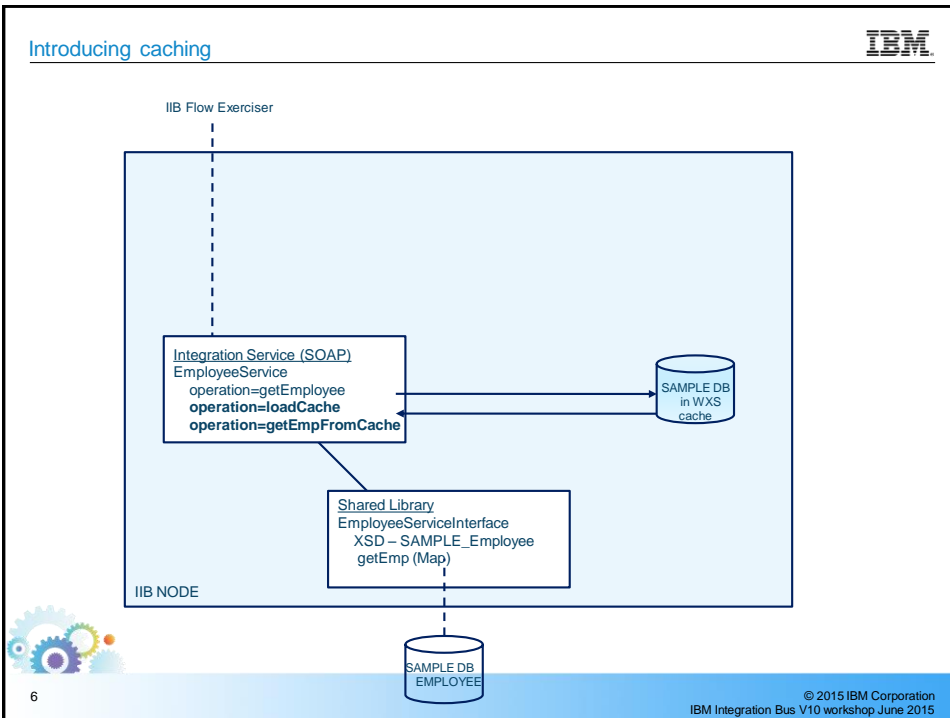 Introducing caching
IBM
IIB Flow Exerciser
Integration Service (SOAP)
EmployeeService
operation=getEmployee
operation=loadCache
operation=getEmpFromCache
SAMPLE DB
in WXS
cache
Shared Library
EmployeeServiceInterface
XSD – SAMPLE_Employee
getEmp (Map)
IIB NODE
SAMPLE DB
EMPLOYEE
6
© 2015 IBM Corporation
IBM Integration Bus V10 workshop June 2015